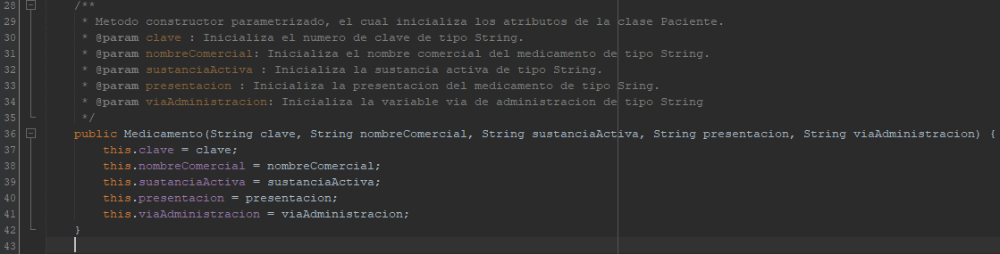 28 /**
29 * Metodo constructor parametrizado, el cual inicializa los atributos de la clase Paciente.
30 * @param clave : Inicializa el numero de clave de tipo String.
31 * @param nombreComercial: Inicializa el nombre comercial del medicamento de tipo String.
32 * @param sustanciaActiva : Inicializa la sustancia activa de tipo String.
33 * @param presentacion : Inicializa la presentacion del medicamento de tipo Sring.
34 * @param viaAdministracion: Inicializa la variable via de administracion de tipo String
35 */
36 public Medicamento(String clave, String nombreComercial, String sustanciaActiva, String presentacion, String viaAdministracion) {
37 this.clave = clave;
38 this.nombreComercial = nombreComercial;
39 this.sustanciaActiva = sustanciaActiva;
40 this.presentacion = presentacion;
41 this.viaAdministracion = viaAdministracion;
42 }
43